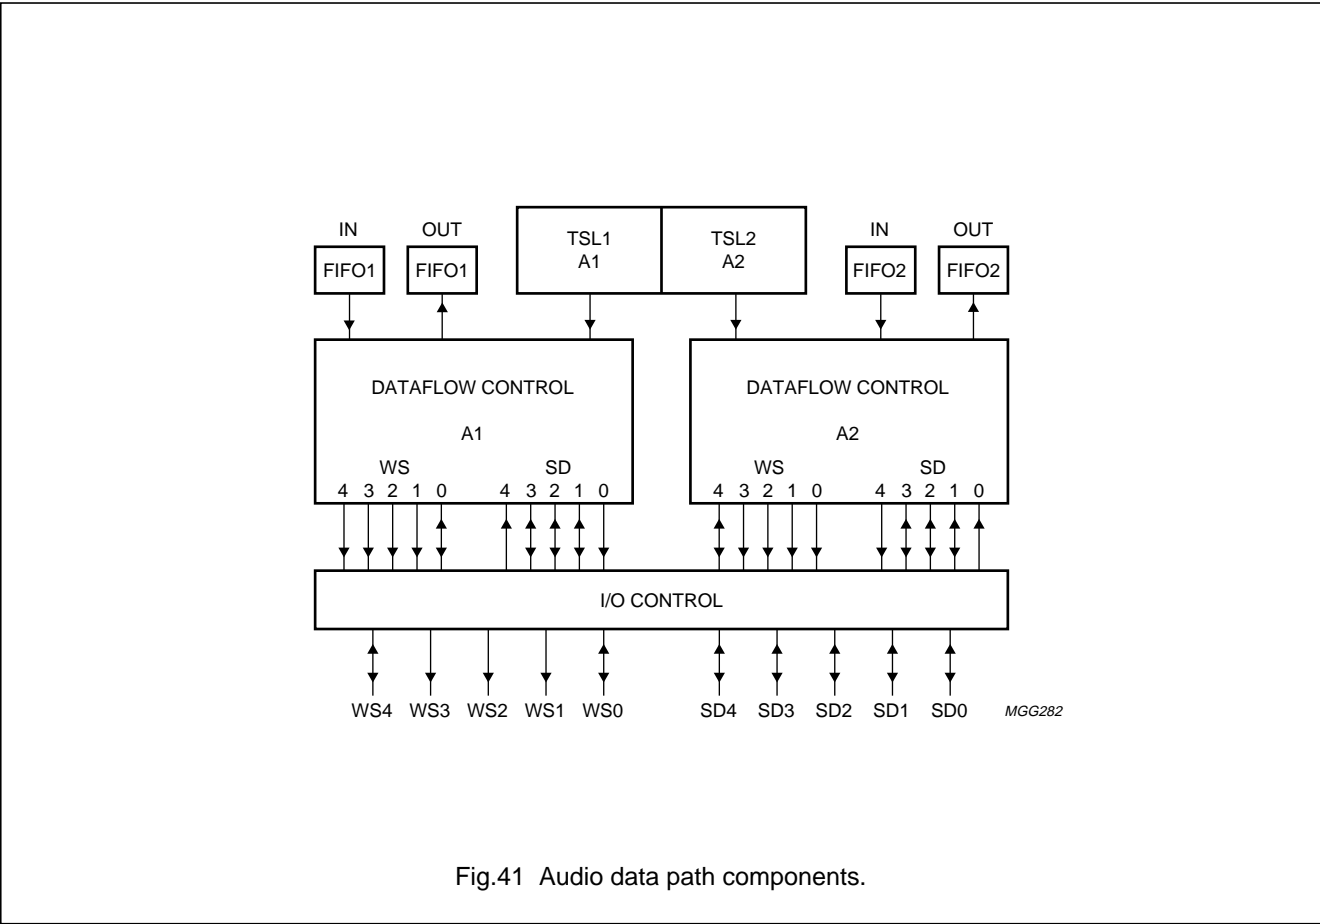 IN OUT TSL1 TSL2 IN OUT
A1 A2
FIFO1 FIFO1 FIFO2 FIFO2
DATAFLOW CONTROL DATAFLOW CONTROL
A1 A2
WS SD WS SD
4 3 2 1 0 4 3 2 1 0 4 3 2 1 0 4 3 2 1 0
I/O CONTROL
WS4 WS3 WS2 WS1 WS0 SD4 SD3 SD2 SD1 SD0 MGG282
Fig.41 Audio data path components.